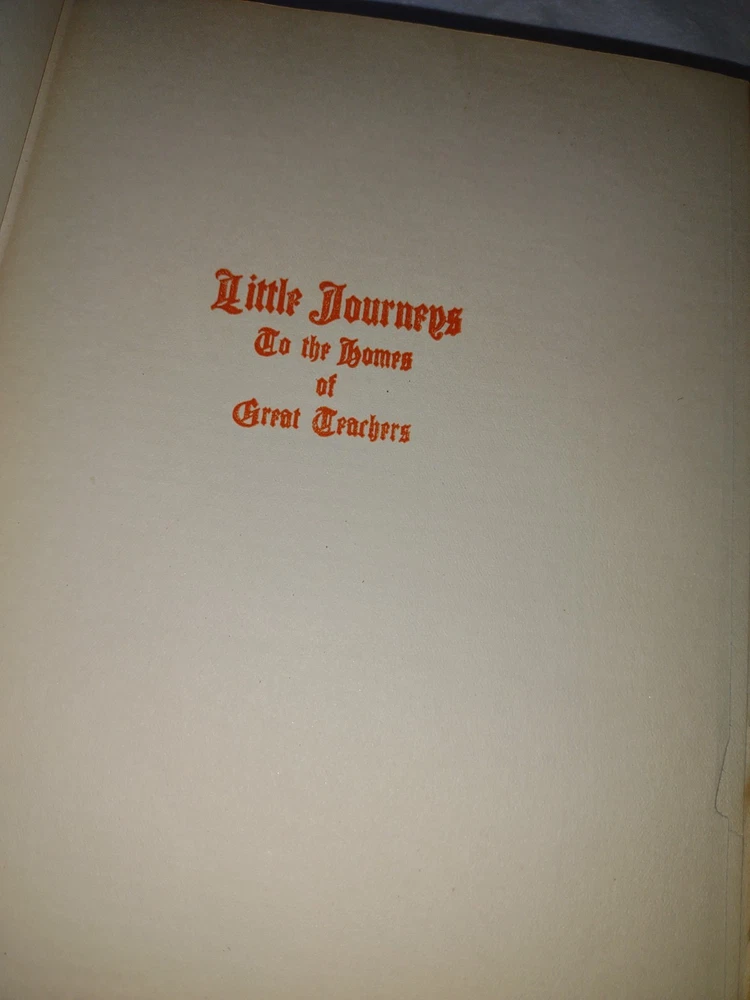 Little Journeys
To the Homes
of
Great Teachers